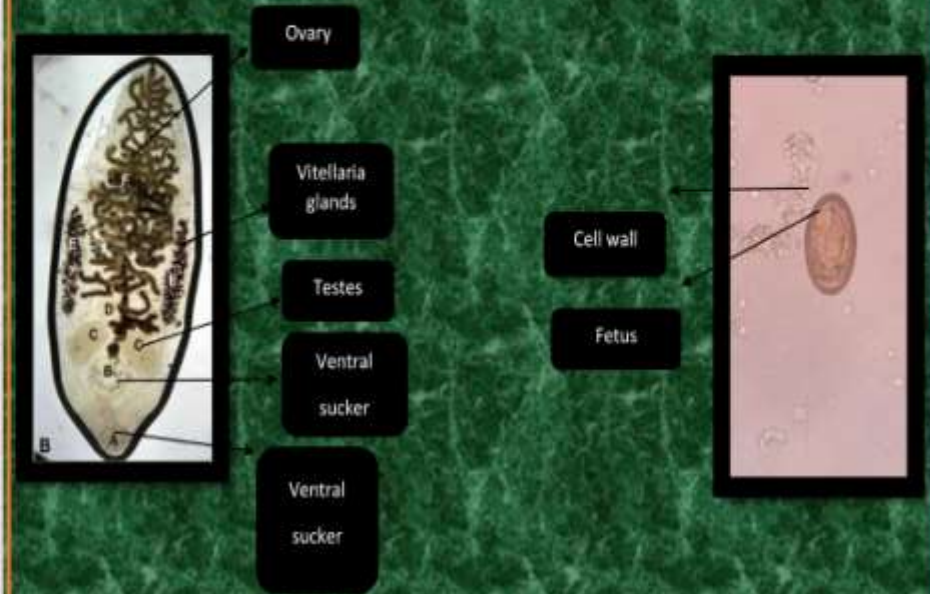 Ovary
Vitellaria
glands
Testes
Ventral
sucker
Ventral
sucker
Cell wall
Fetus
D
C
C
B
A
B